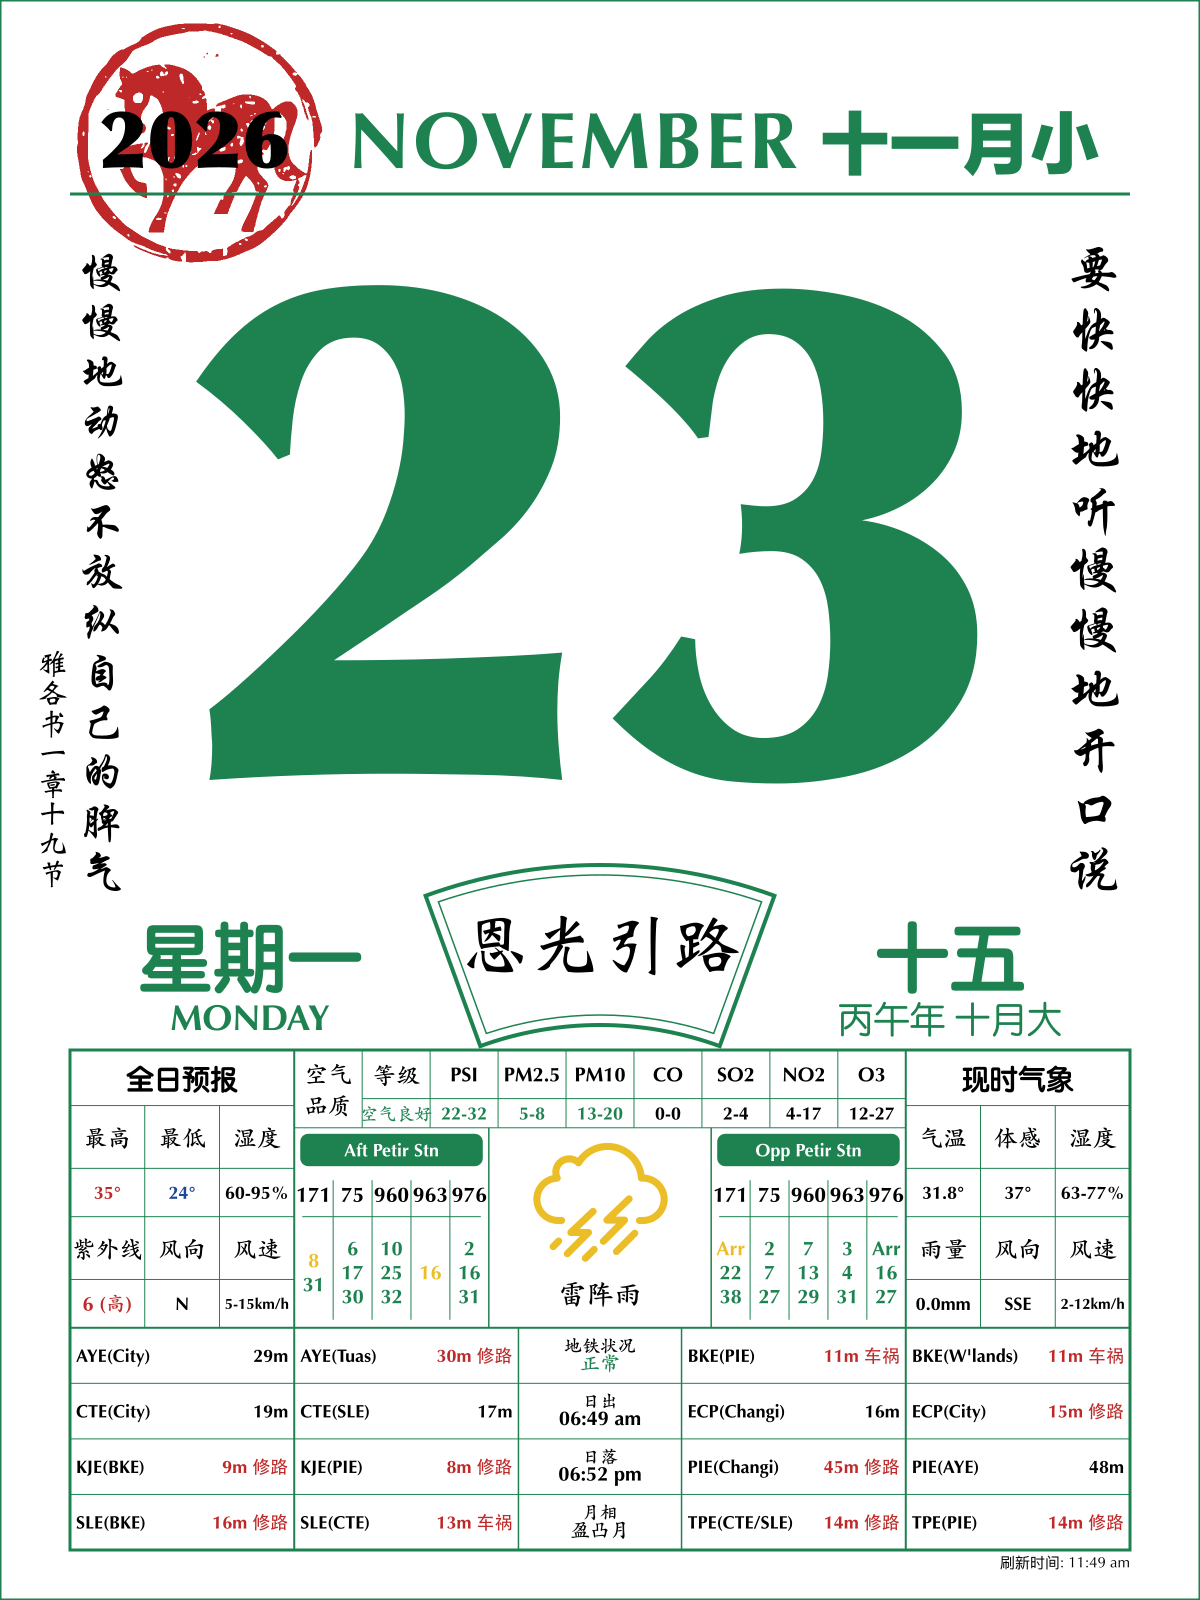 2026
NOVEMBER 十一月小
23
要快快地听慢慢地开口说
慢慢地动怒不放纵自己的脾气
雅各书一章十九节
恩光引路
星期一
MONDAY
十五
丙午年 十月大
全日预报
最高 最低 湿度
35° 24° 60-95%
紫外线 风向 风速
6 (高) N 5-15km/h
空气品质 等级 PSI PM2.5 PM10 CO SO2 NO2 O3
空气良好 22-32 5-8 13-20 0-0 2-4 4-17 12-27
Aft Petir Stn
171 75 960 963 976
8 6 10 16 2
31 17 25 16
30 32 31
雷阵雨
Opp Petir Stn
171 75 960 963 976
Arr 2 7 3 Arr
22 7 13 4 16
38 27 29 31 27
现时气象
气温 体感 湿度
31.8° 37° 63-77%
雨量 风向 风速
0.0mm SSE 2-12km/h
AYE(City) 29m AYE(Tuas) 30m 修路
地铁状况
正常
BKE(PIE) 11m 车祸 BKE(W'lands) 11m 车祸
CTE(City) 19m CTE(SLE) 17m
日出
06:49 am
ECP(Changi) 16m ECP(City) 15m 修路
KJE(BKE) 9m 修路 KJE(PIE) 8m 修路
日落
06:52 pm
PIE(Changi) 45m 修路 PIE(AYE) 48m
SLE(BKE) 16m 修路 SLE(CTE) 13m 车祸
月相
盈凸月
TPE(CTE/SLE) 14m 修路 TPE(PIE) 14m 修路
刷新时间: 11:49 am